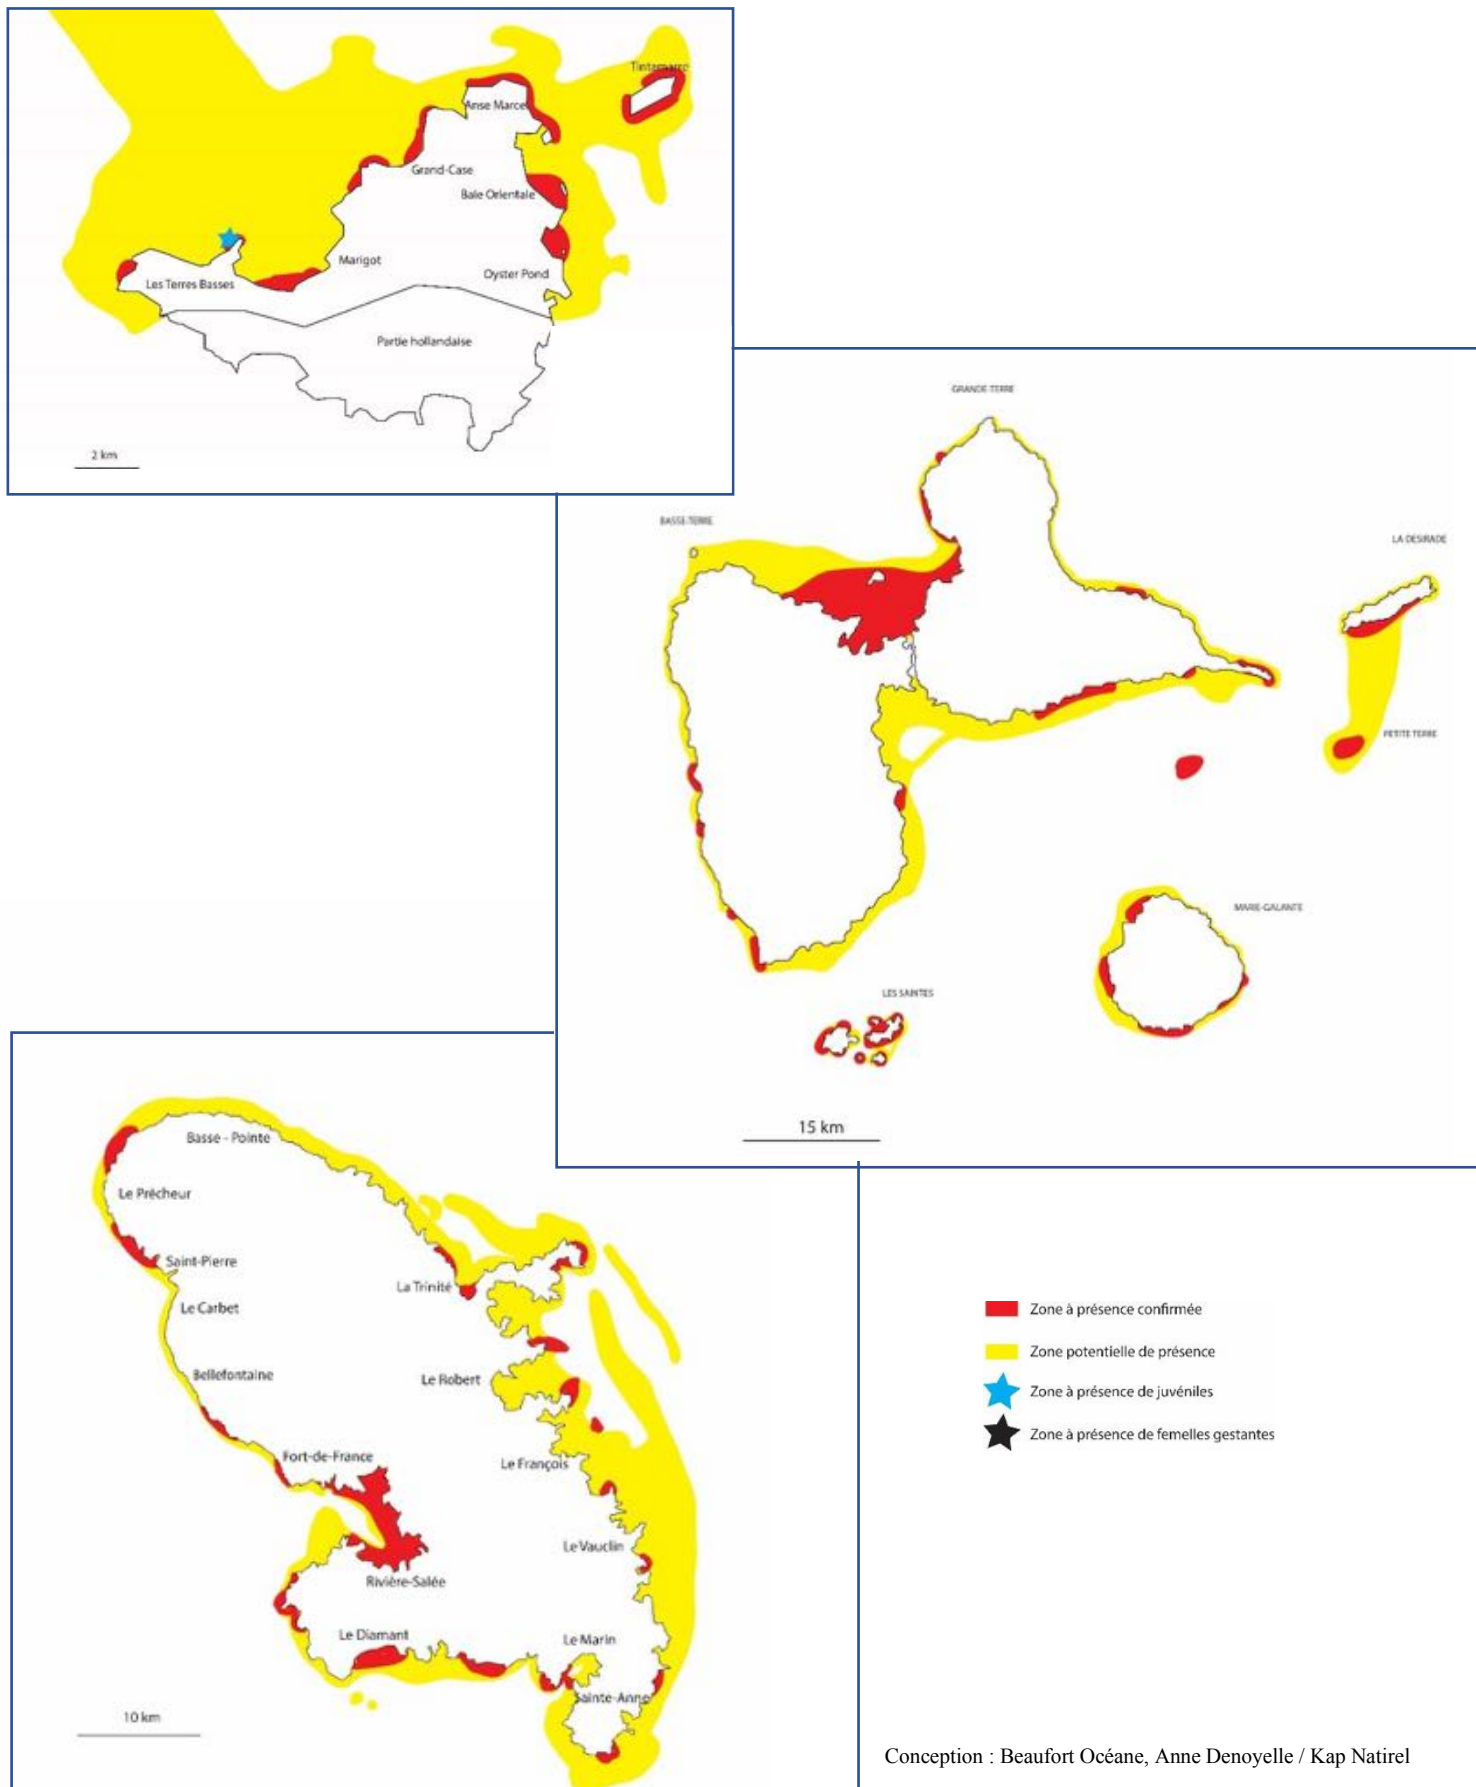 Tintamarre
Anse Marcel
Grand-Case
Baie Orientale
Marigot
Oyster Pond
Les Terres Basses
Partie hollandaise
2 km
GRANDE-TERRE
BASSE-TERRE
LA DESIRADE
PETITE TERRE
MARIE-GALANTE
LES SAINTES
15 km
Basse - Pointe
Le Prêcheur
Saint-Pierre
La Trinité
Le Carbet
Bellefontaine
Le Robert
Fort-de-France
Le François
Le Vauclin
Rivière-Salée
Le Diamant
Le Marin
Sainte-Anne
10 km
Zone à présence confirmée
Zone potentielle de présence
Zone à présence de juvéniles
Zone à présence de femelles gestantes
Conception : Beaufort Océane, Anne Denoyelle / Kap Natirel